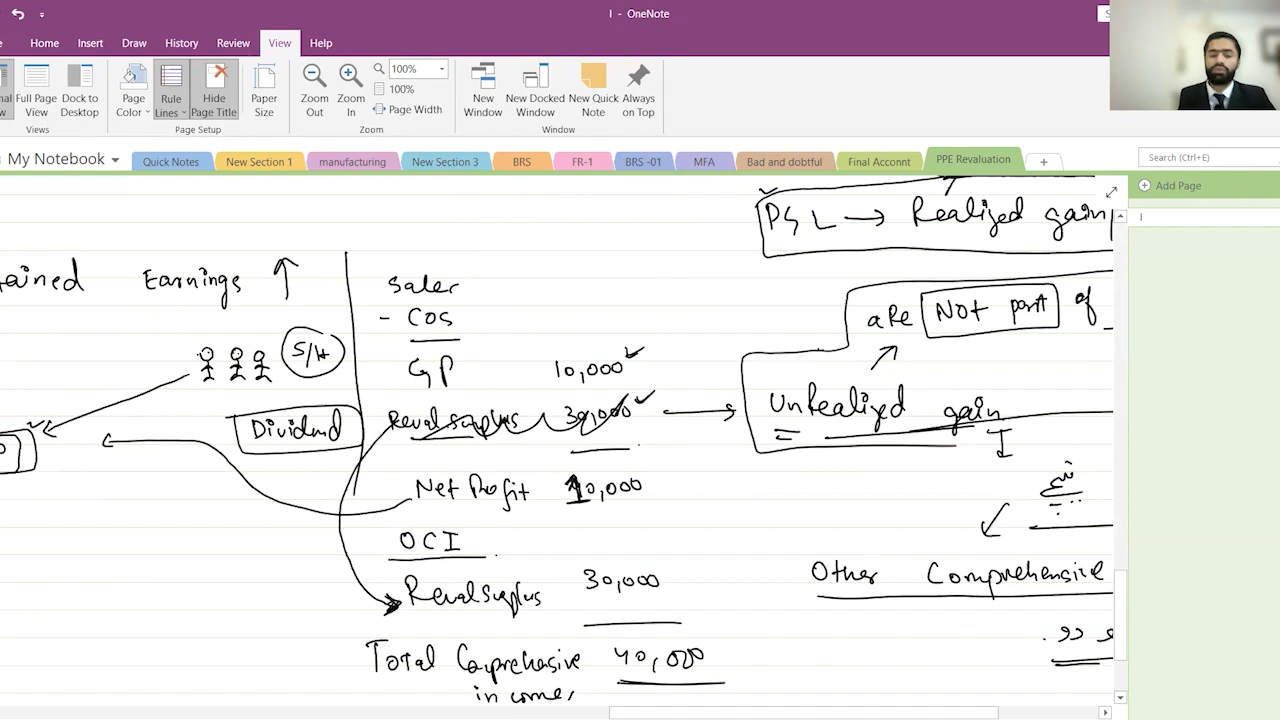 I - OneNote
Home Insert Draw History Review View Help
100%
100%
Page Width
Full Page View
Dock to Desktop
Page Color
Rule Lines
Hide Page Title
Paper Size
Zoom Out
Zoom In
New Window
New Docked Window
New Quick Note
Always on Top
Views Page Setup Zoom Window
My Notebook Quick Notes New Section 1 manufacturing New Section 3 BRS FR-1 BRS -01 MFA Bad and dobtful Final Acconnt PPE Revaluation +
Search (Ctrl+E)
Add Page
I
P&L → Realized gain
ained Earnings ↑
Sales
- COS
GP 10,000
S/H
Dividend
Reval surplus 30,000
Net Profit 10,000
OCI
Reval surplus 30,000
Total Comprehensive 40,000
in come,
are Not part of
Unrealized gain
Other Comprehensive